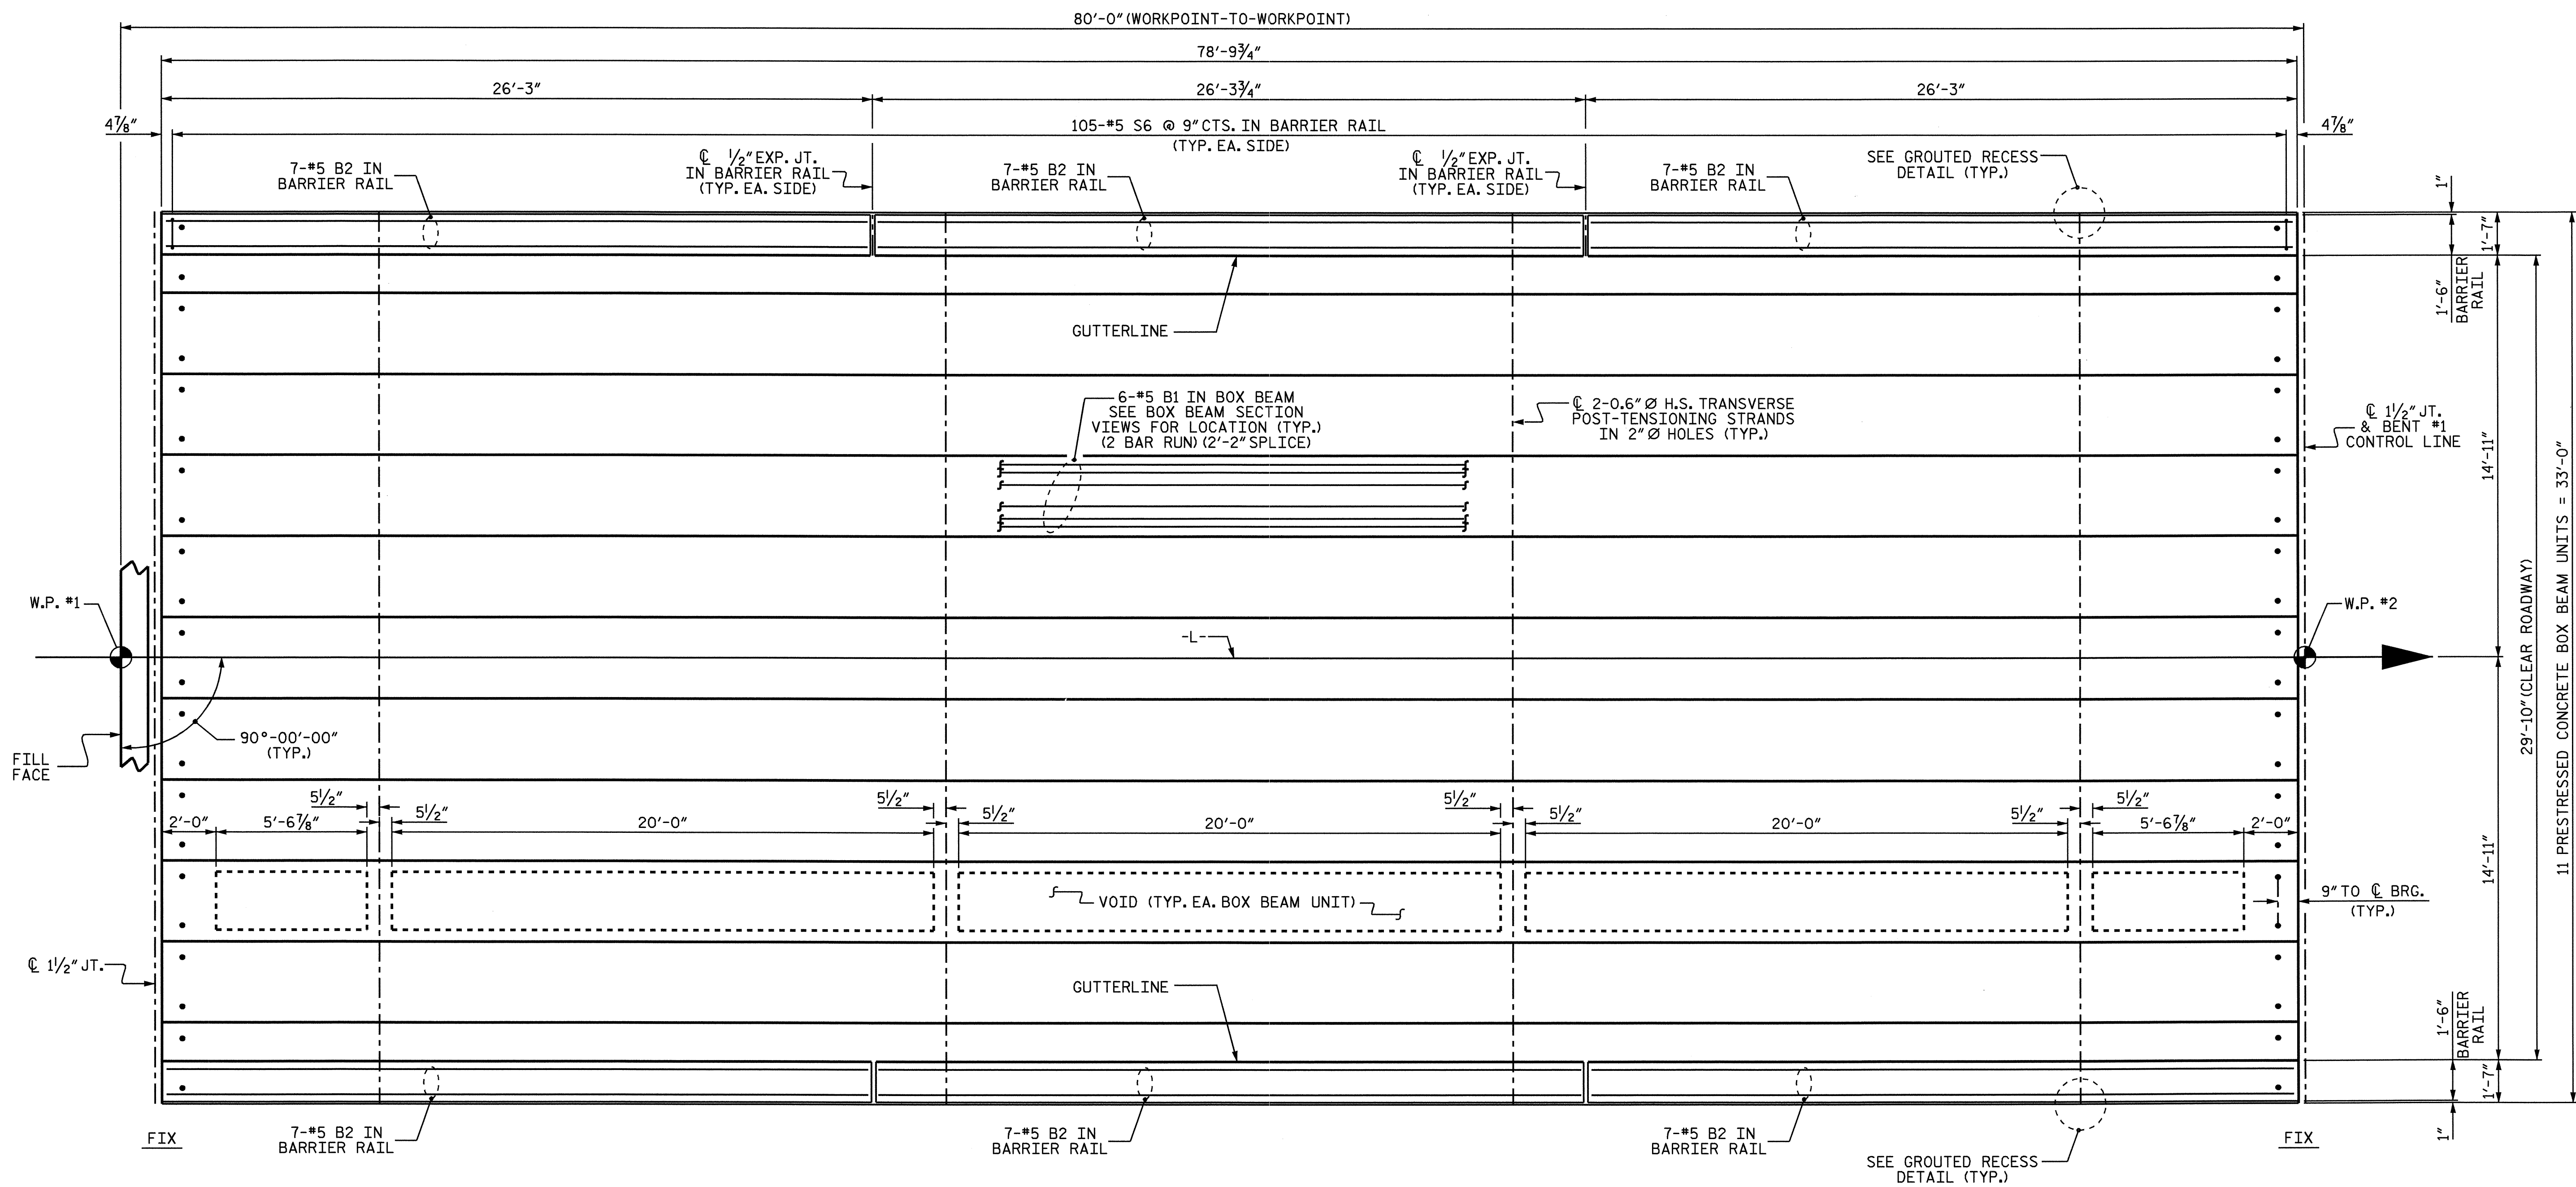 80'-0" (WORKPOINT-TO-WORKPOINT)
78'-9¾"
26'-3"
26'-3¾"
26'-3"
4⅞"
105-#5 S6 @ 9" CTS. IN BARRIER RAIL
(TYP. EA. SIDE)
4⅞"
7-#5 B2 IN
BARRIER RAIL
℄ ½" EXP. JT.
IN BARRIER RAIL
(TYP. EA. SIDE)
7-#5 B2 IN
BARRIER RAIL
℄ ½" EXP. JT.
IN BARRIER RAIL
(TYP. EA. SIDE)
7-#5 B2 IN
BARRIER RAIL
SEE GROUTED RECESS
DETAIL (TYP.)
1"
1'-7"
1'-6"
BARRIER
RAIL
GUTTERLINE
6-#5 B1 IN BOX BEAM
SEE BOX BEAM SECTION
VIEWS FOR LOCATION (TYP.)
(2 BAR RUN) (2'-2" SPLICE)
℄ 2-0.6" Ø H.S. TRANSVERSE
POST-TENSIONING STRANDS
IN 2" Ø HOLES (TYP.)
℄ 1½" JT.
& BENT #1
CONTROL LINE
14'-11"
29'-10" (CLEAR ROADWAY)
11 PRESTRESSED CONCRETE BOX BEAM UNITS = 33'-0"
W.P. #1
-L-
W.P. #2
90°-00'-00"
(TYP.)
FILL
FACE
5½"
5½"
5½"
5½"
5½"
5½"
5½"
5½"
2'-0"
5'-6⅞"
20'-0"
20'-0"
20'-0"
5'-6⅞"
2'-0"
14'-11"
VOID (TYP. EA. BOX BEAM UNIT)
9" TO ℄ BRG.
(TYP.)
℄ 1½" JT.
GUTTERLINE
1'-6"
BARRIER
RAIL
1'-7"
1"
FIX
7-#5 B2 IN
BARRIER RAIL
7-#5 B2 IN
BARRIER RAIL
7-#5 B2 IN
BARRIER RAIL
SEE GROUTED RECESS
DETAIL (TYP.)
FIX